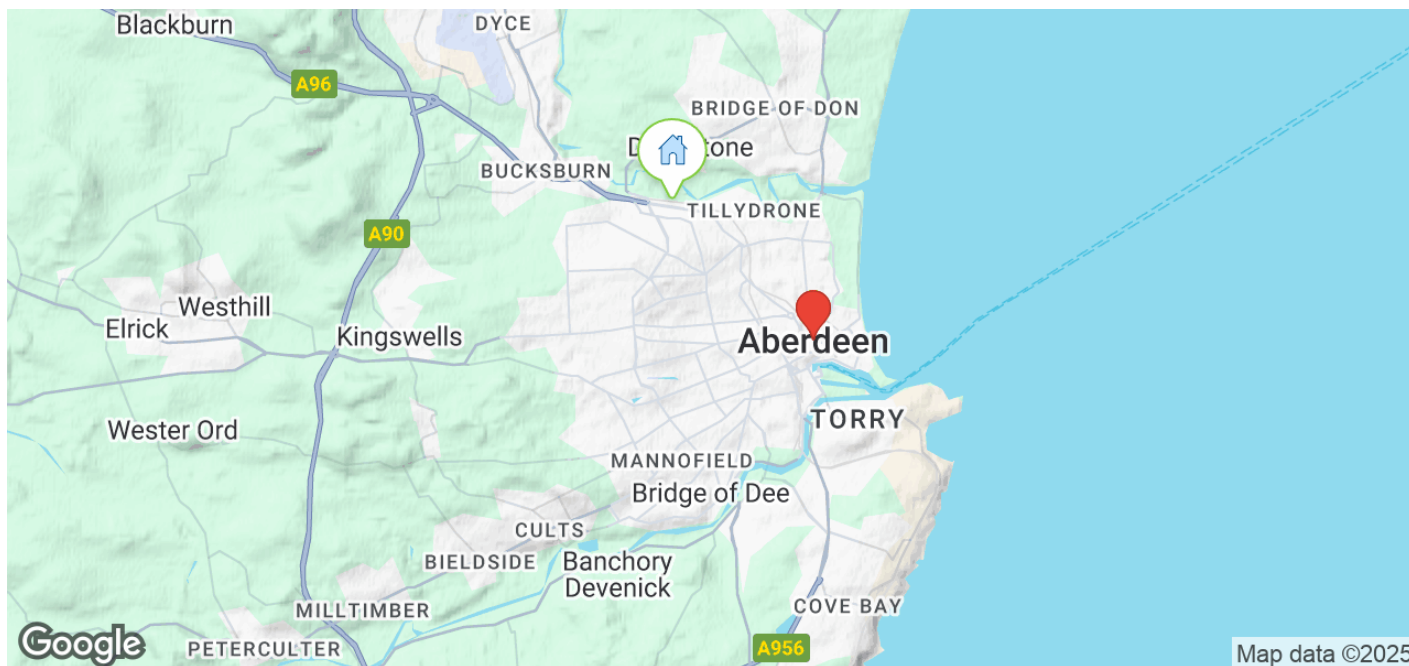 Blackburn
DYCE
A96
BRIDGE OF DON
BUCKSBURN
TILLYDRONE
A90
Westhill
Elrick
Kingswells
Aberdeen
TORRY
Wester Ord
MANNOFIELD
Bridge of Dee
CULTS
BIELDSIDE
Banchory
Devenick
MILLTIMBER
COVE BAY
PETERCULTER
A956
Google
Map data ©2025